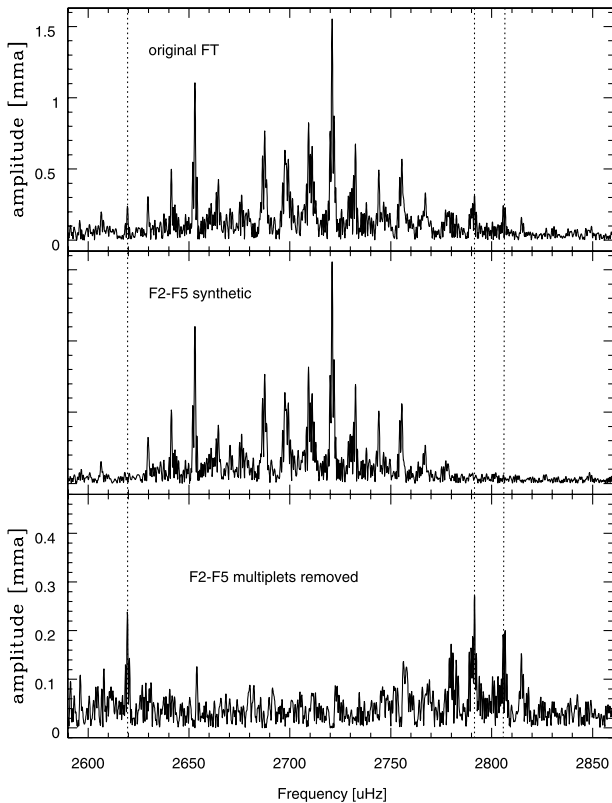 original FT
amplitude [mma]
1.5
1
0.5
0
F2-F5 synthetic
F2-F5 multiplets removed
amplitude [mma]
0.4
0.3
0.2
0.1
0
2600 2650 2700 2750 2800 2850
Frequency [uHz]